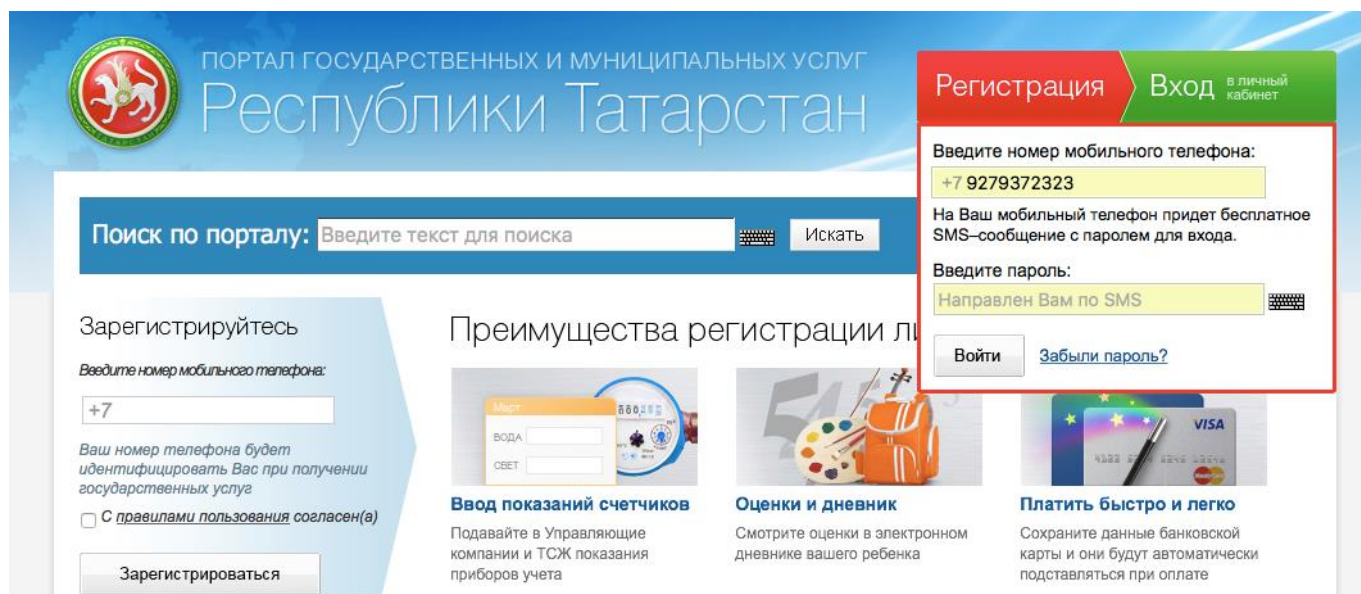 ПОРТАЛ ГОСУДАРСТВЕННЫХ И МУНИЦИПАЛЬНЫХ УСЛУГ
Республики Татарстан
Регистрация
Вход в личный кабинет
Введите номер мобильного телефона:
+7 9279372323
На Ваш мобильный телефон придет бесплатное
SMS–сообщение с паролем для входа.
Введите пароль:
Направлен Вам по SMS
Войти Забыли пароль?
Поиск по порталу: Введите текст для поиска Искать
Зарегистрируйтесь
Введите номер мобильного телефона:
+7
Ваш номер телефона будет
идентифицировать Вас при получении
государственных услуг
С правилами пользования согласен(а)
Зарегистрироваться
Преимущества регистрации
Март
ВОДА
СВЕТ
Ввод показаний счетчиков
Подавайте в Управляющие
компании и ТСЖ показания
приборов учета
Оценки и дневник
Смотрите оценки в электронном
дневнике вашего ребенка
VISA
Платить быстро и легко
Сохраните данные банковской
карты и они будут автоматически
подставляться при оплате